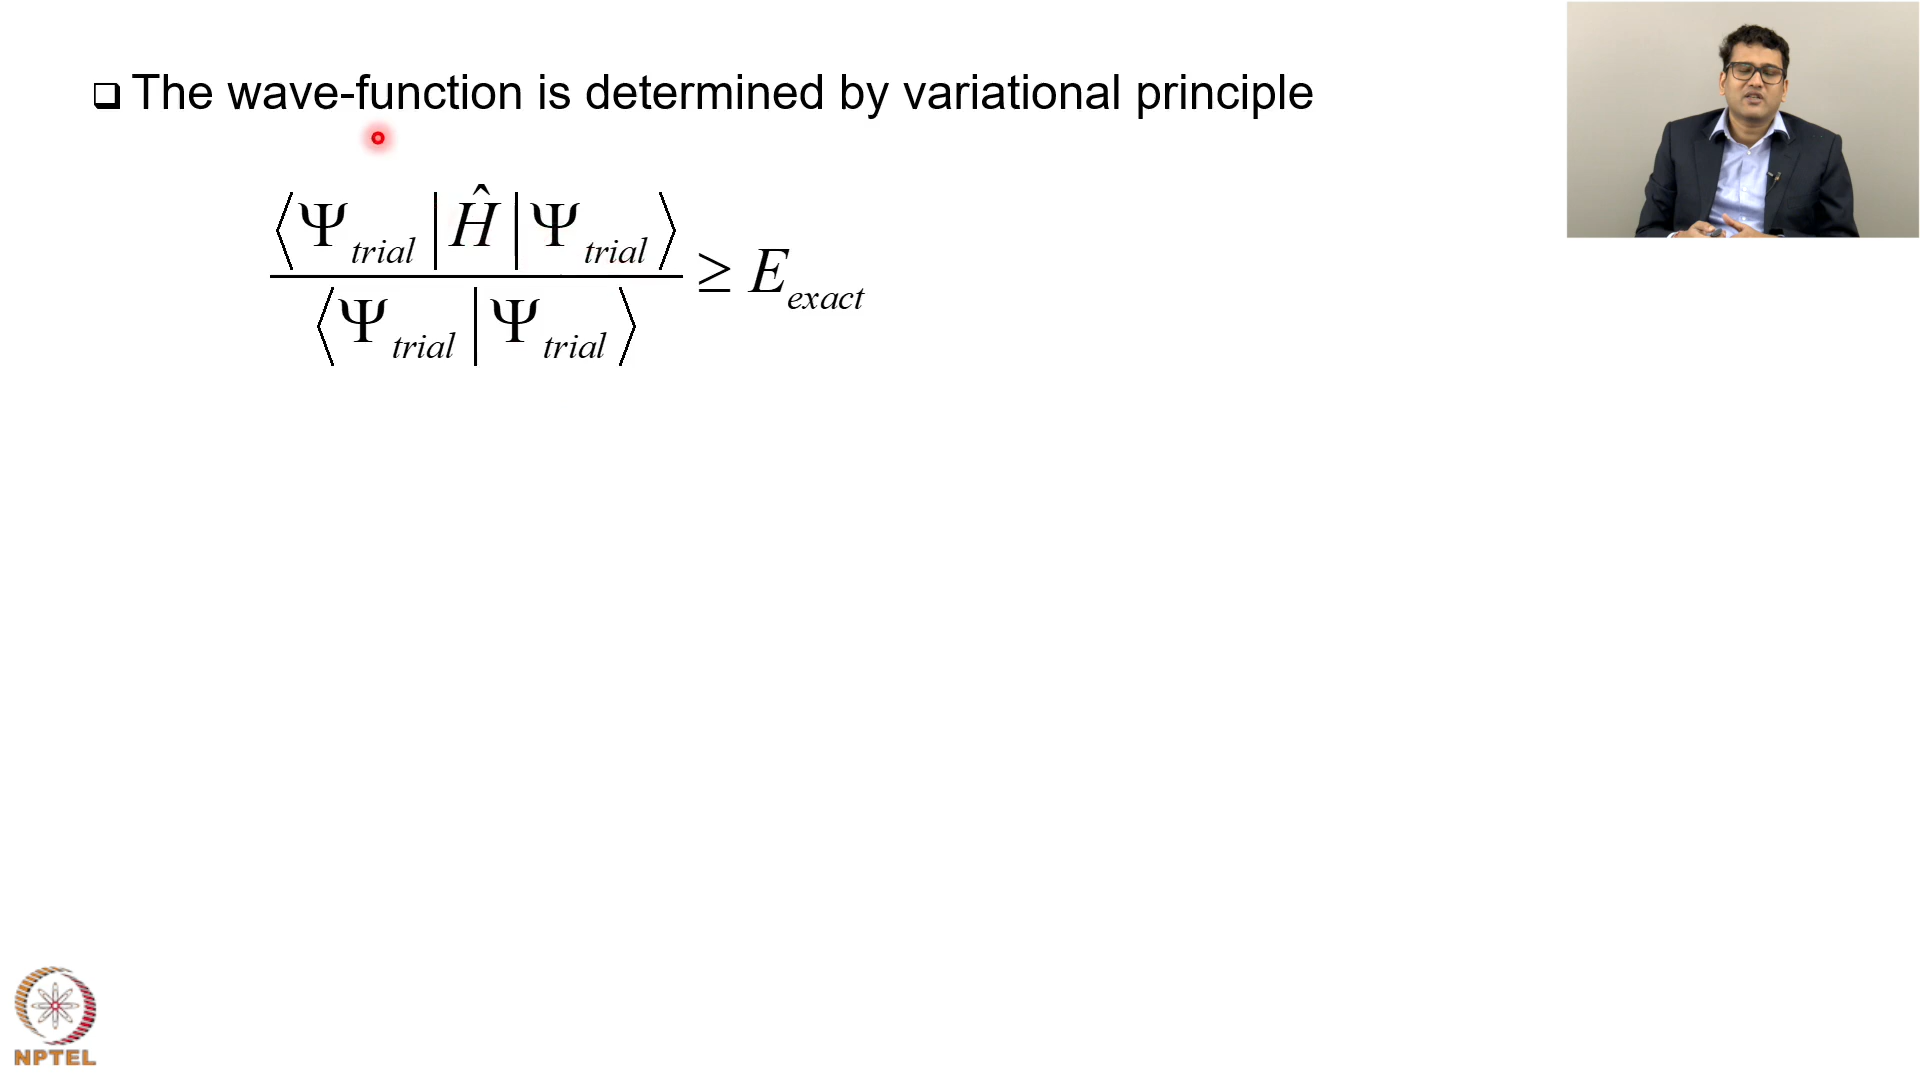 The wave-function is determined by variational principle
⟨Ψ_trial | Ĥ | Ψ_trial⟩ / ⟨Ψ_trial | Ψ_trial⟩ ≥ E_exact
NPTEL